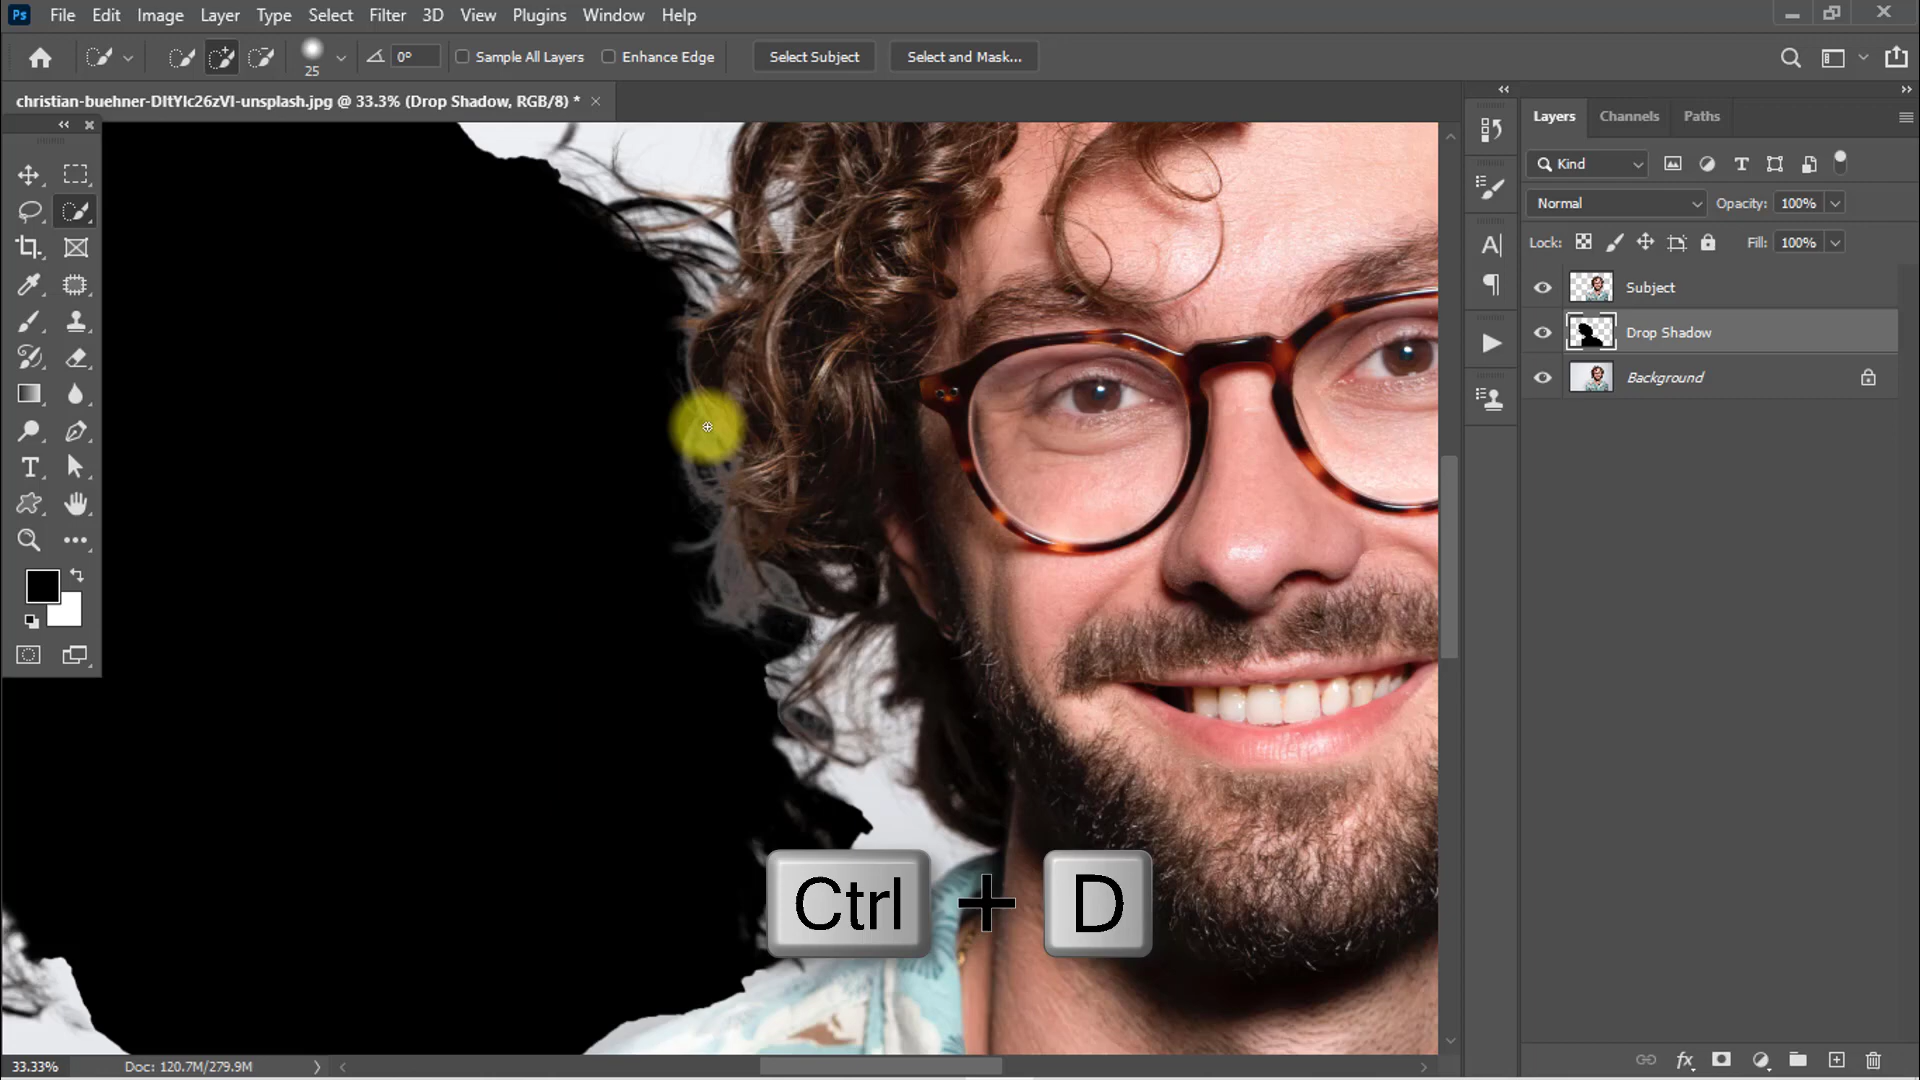 Ps File Edit Image Layer Type Select Filter 3D View Plugins Window Help
25 0° Sample All Layers Enhance Edge Select Subject Select and Mask...
christian-buehner-DItYlc26zVI-unsplash.jpg @ 33.3% (Drop Shadow, RGB/8) *
Layers Channels Paths
Kind
Normal Opacity: 100%
Lock: Fill: 100%
Subject
Drop Shadow
Background
Ctrl + D
33.33% Doc: 120.7M/279.9M